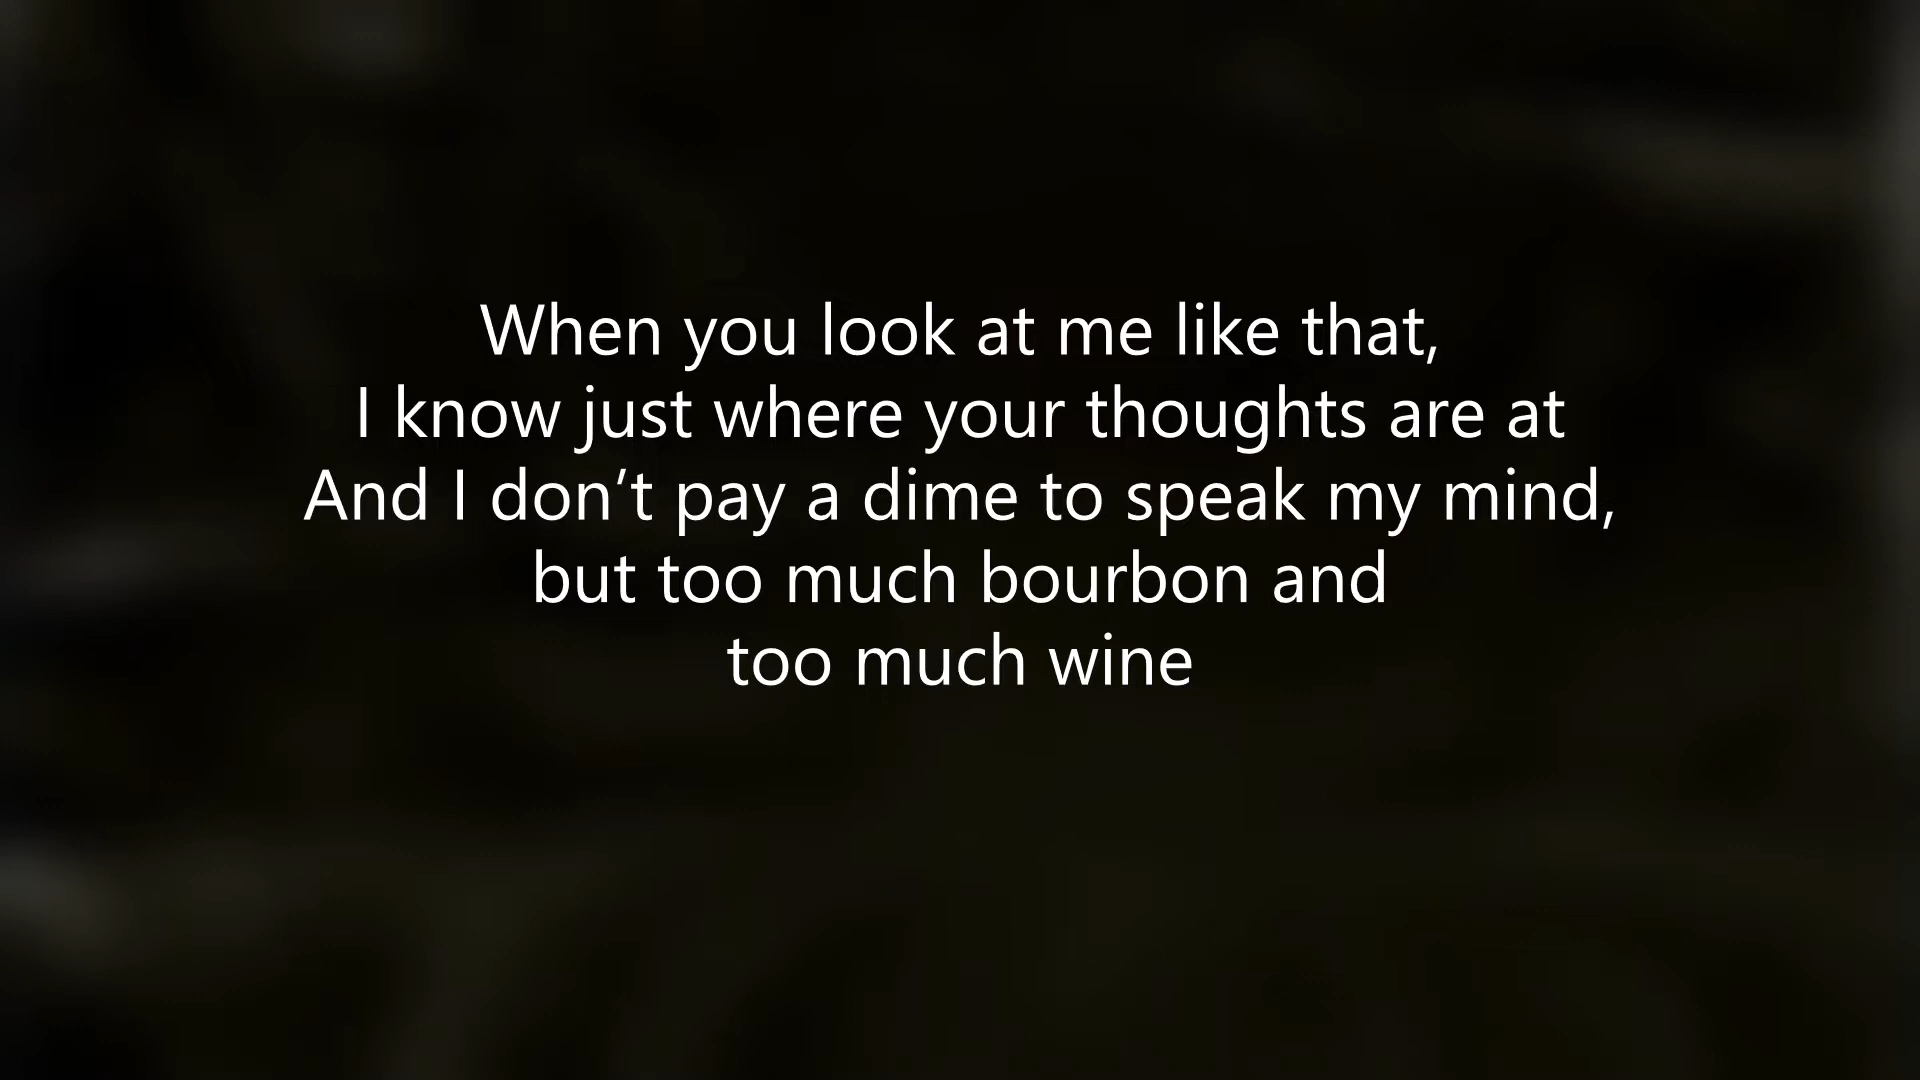 When you look at me like that,
I know just where your thoughts are at
And I don’t pay a dime to speak my mind,
but too much bourbon and
too much wine